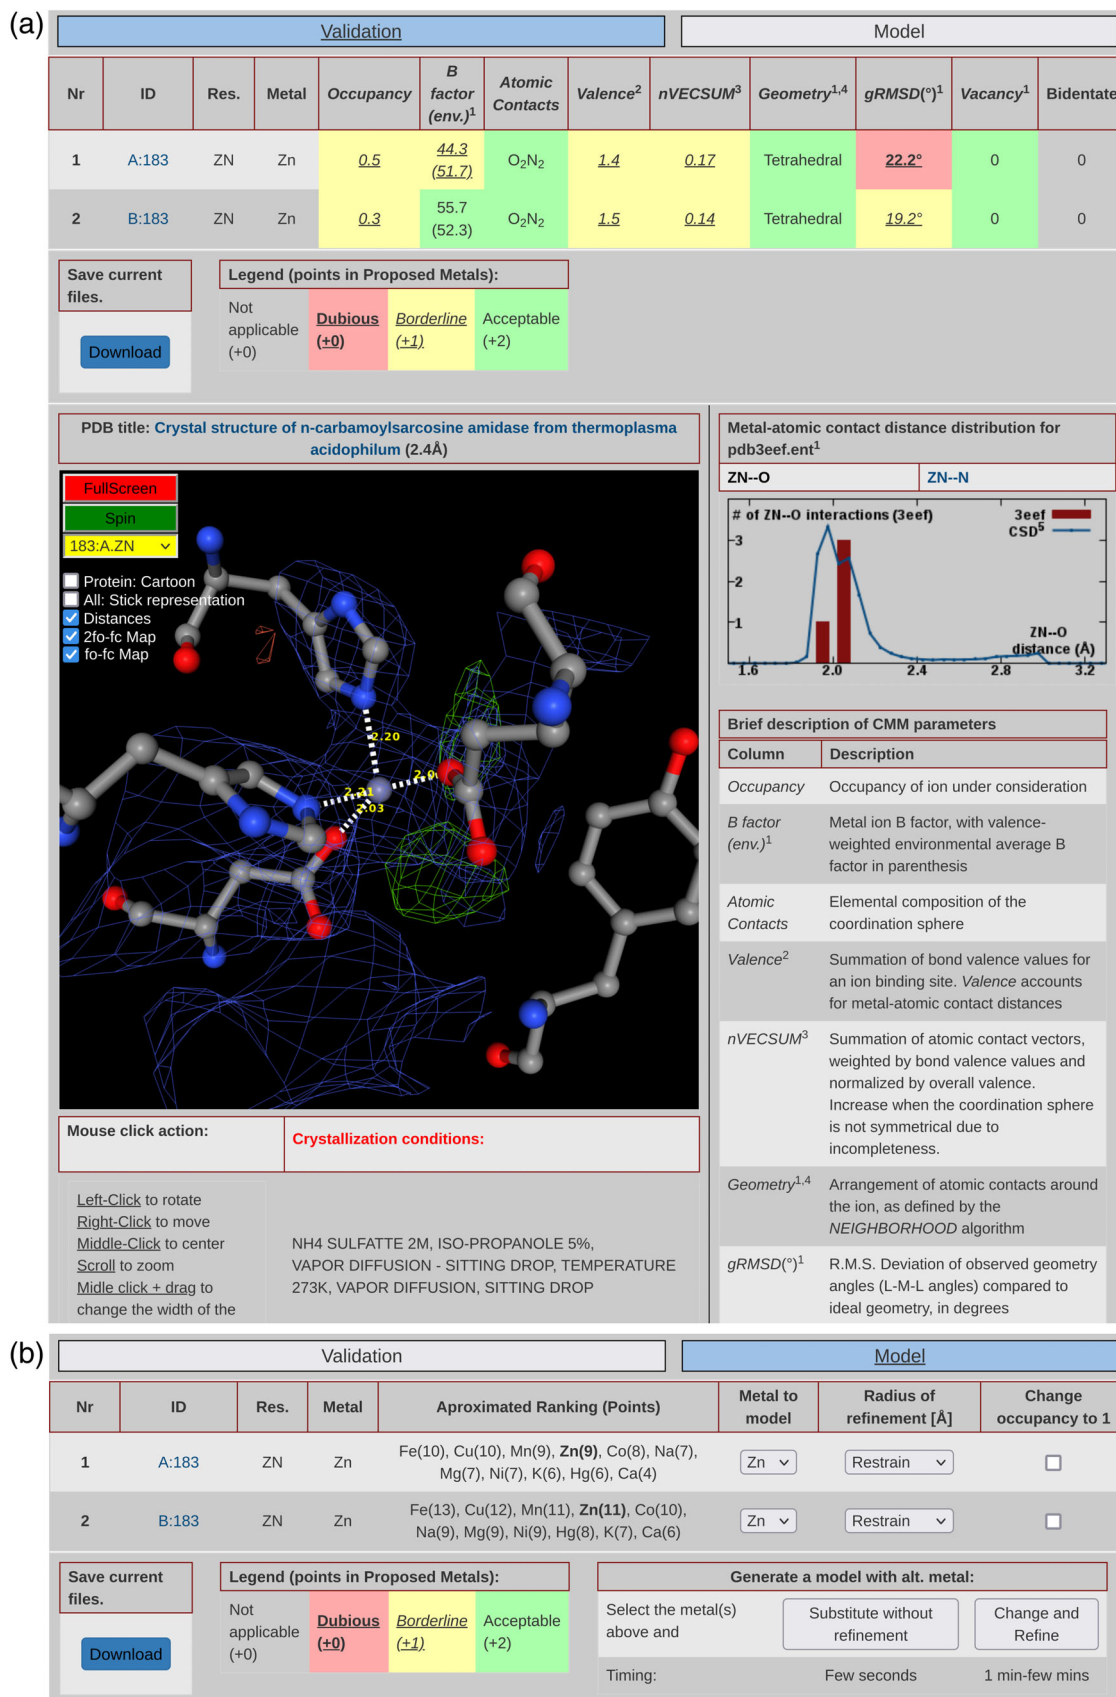 (a)
Validation
Model
Nr ID Res. Metal Occupancy B factor (env.)1 Atomic Contacts Valence2 nVECSUM3 Geometry1,4 gRMSD(°)1 Vacancy1 Bidentate
1 A:183 ZN Zn 0.5 44.3 (51.7) O2N2 1.4 0.17 Tetrahedral 22.2° 0 0
2 B:183 ZN Zn 0.3 55.7 (52.3) O2N2 1.5 0.14 Tetrahedral 19.2° 0 0
Save current
files.
Download
Legend (points in Proposed Metals):
Not applicable (+0) Dubious (+0) Borderline (+1) Acceptable (+2)
PDB title: Crystal structure of n-carbamoylsarcosine amidase from thermoplasma
acidophilum (2.4Å)
FullScreen
Spin
183:A.ZN
Protein: Cartoon
All: Stick representation
Distances
2fo-fc Map
fo-fc Map
2.20
2.0
2.21
2.03
Metal-atomic contact distance distribution for
pdb3eef.ent1
ZN--O ZN--N
# of ZN--O interactions (3eef)
3eef
CSD5
3
2
1
ZN--O
distance (Å)
1.6 2.0 2.4 2.8 3.2
Brief description of CMM parameters
Column Description
Occupancy Occupancy of ion under consideration
B factor (env.)1 Metal ion B factor, with valence-
weighted environmental average B
factor in parenthesis
Atomic Contacts Elemental composition of the
coordination sphere
Valence2 Summation of bond valence values for
an ion binding site. Valence accounts
for metal-atomic contact distances
nVECSUM3 Summation of atomic contact vectors,
weighted by bond valence values and
normalized by overall valence.
Increase when the coordination sphere
is not symmetrical due to
incompleteness.
Geometry1,4 Arrangement of atomic contacts around
the ion, as defined by the
NEIGHBORHOOD algorithm
gRMSD(°)1 R.M.S. Deviation of observed geometry
angles (L-M-L angles) compared to
ideal geometry, in degrees
Mouse click action:
Left-Click to rotate
Right-Click to move
Middle-Click to center
Scroll to zoom
Midle click + drag to
change the width of the
Crystallization conditions:
NH4 SULFATTE 2M, ISO-PROPANOLE 5%,
VAPOR DIFFUSION - SITTING DROP, TEMPERATURE
273K, VAPOR DIFFUSION, SITTING DROP
(b)
Validation
Model
Nr ID Res. Metal Aproximated Ranking (Points) Metal to model Radius of refinement [Å] Change occupancy to 1
1 A:183 ZN Zn Fe(10), Cu(10), Mn(9), Zn(9), Co(8), Na(7),
Mg(7), Ni(7), K(6), Hg(6), Ca(4) Zn Restrain
2 B:183 ZN Zn Fe(13), Cu(12), Mn(11), Zn(11), Co(10),
Na(9), Mg(9), Ni(9), Hg(8), K(7), Ca(6) Zn Restrain
Save current
files.
Download
Legend (points in Proposed Metals):
Not applicable (+0) Dubious (+0) Borderline (+1) Acceptable (+2)
Generate a model with alt. metal:
Select the metal(s)
above and
Substitute without
refinement
Change and
Refine
Timing: Few seconds 1 min-few mins